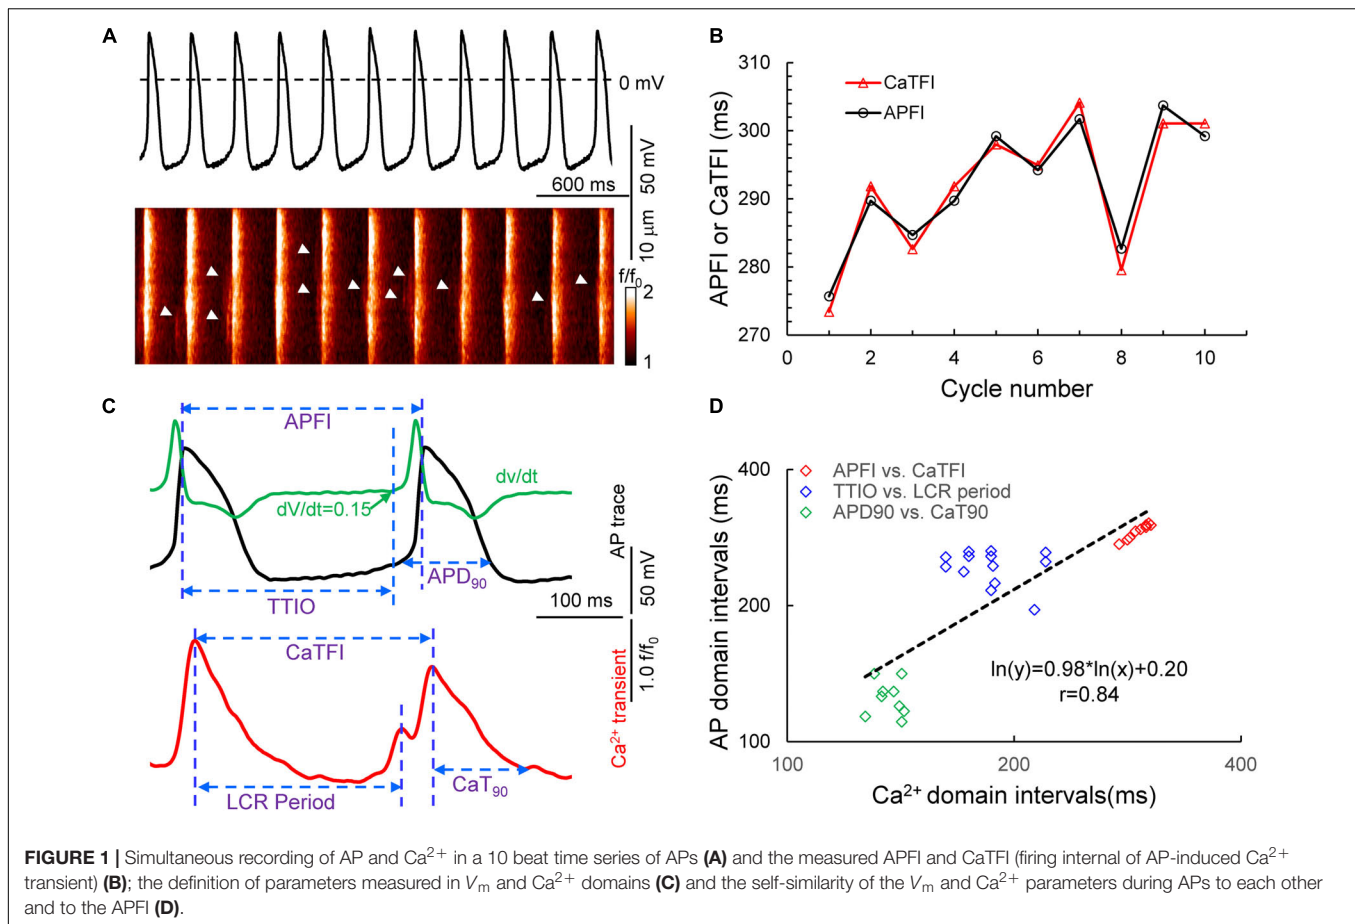 A
0 mV
50 mV
600 ms
10 μm
f/f0
2
1
B
CaTFI
APFI
APFI or CaTFI (ms)
310
300
290
280
270
0
2
4
6
8
10
Cycle number
C
APFI
dv/dt
dV/dt=0.15
AP trace
APD90
TTIO
50 mV
100 ms
CaTFI
1.0 f/f0
Ca2+ transient
CaT90
LCR Period
D
400
200
100
AP domain intervals (ms)
APFI vs. CaTFI
TTIO vs. LCR period
APD90 vs. CaT90
ln(y)=0.98*ln(x)+0.20
r=0.84
100
200
400
Ca2+ domain intervals(ms)
FIGURE 1 | Simultaneous recording of AP and Ca2+ in a 10 beat time series of APs (A) and the measured APFI and CaTFI (firing internal of AP-induced Ca2+
transient) (B); the definition of parameters measured in Vm and Ca2+ domains (C) and the self-similarity of the Vm and Ca2+ parameters during APs to each other
and to the APFI (D).